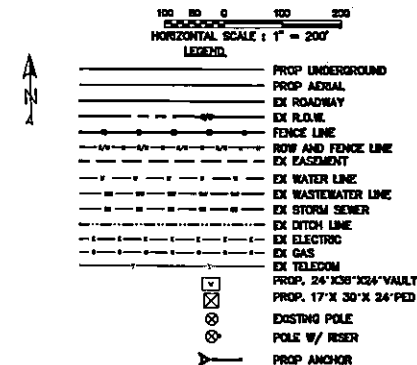 100 50 0 100 200
HORIZONTAL SCALE : 1" = 200'
LEGEND
N
PROP UNDERGROUND
PROP AERIAL
EX ROADWAY
EX R.O.W.
FENCE LINE
ROW AND FENCE LINE
EX EASEMENT
EX WATER LINE
EX WASTEWATER LINE
EX STORM SEWER
EX DITCH LINE
EX ELECTRIC
EX GAS
EX TELECOM
V PROP. 24"X36"X24" VAULT
PROP. 17"X 30"X 24"PED
EXISTING POLE
POLE W/ RISER
PROP ANCHOR